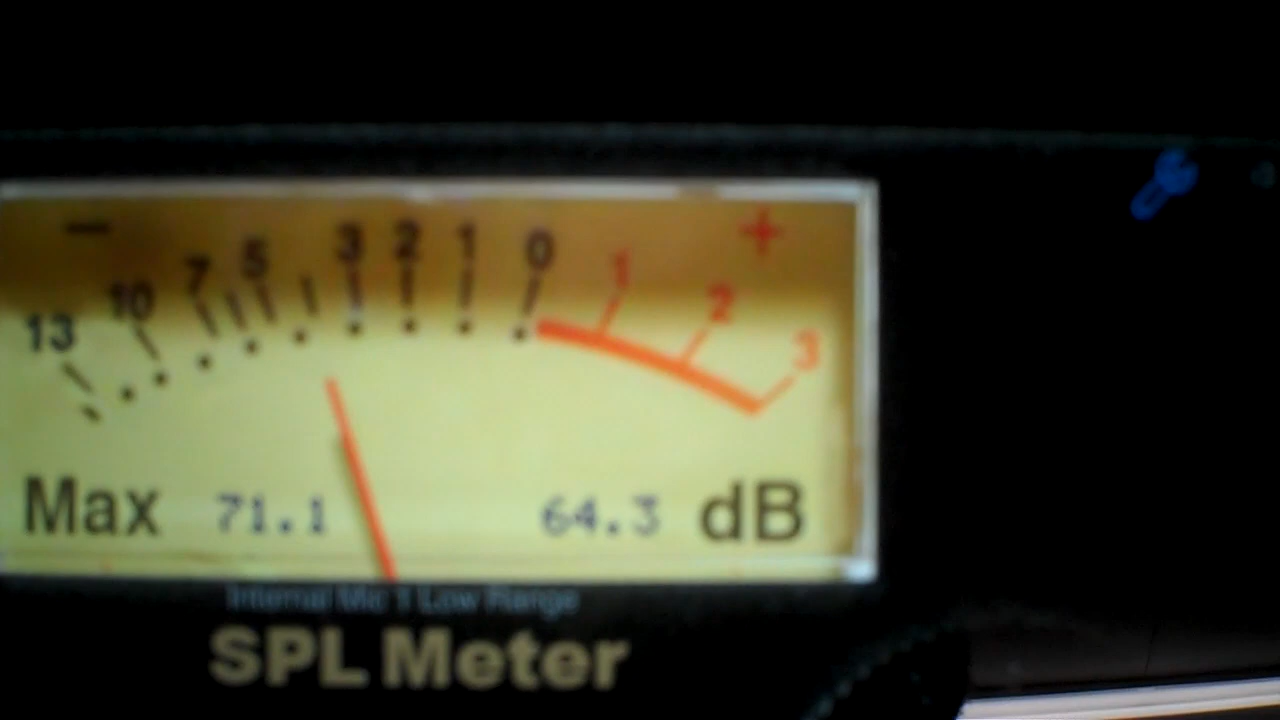 − +
13 10 7 5 3 2 1 0 1 2 3
Max 71.1 64.3 dB
Internal Mic 1 Low Range
SPL Meter